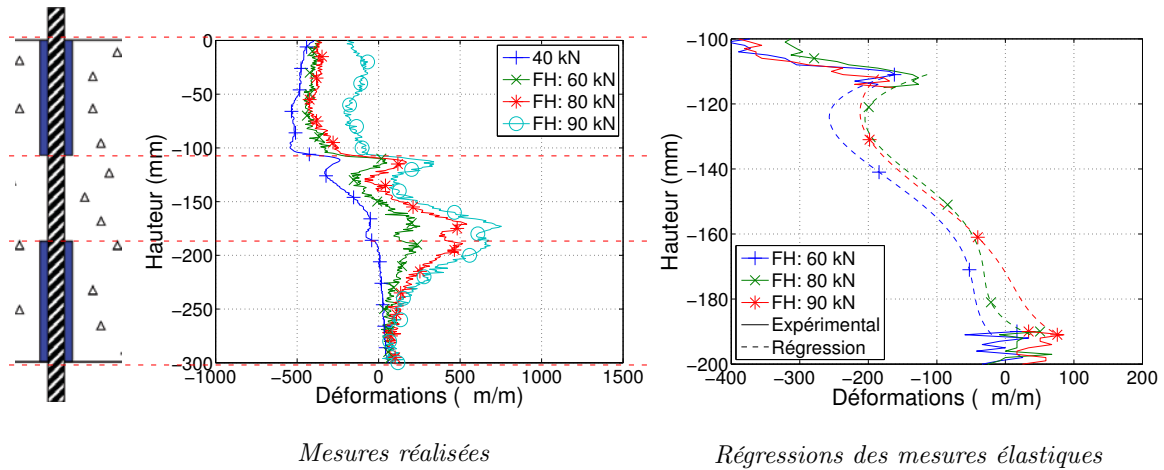 0
−50
−100
−150
−200
−250
−300
−1000
−500
0
500
1000
1500
Hauteur (mm)
Déformations ( m/m)
40 kN
FH: 60 kN
FH: 80 kN
FH: 90 kN
Mesures réalisées
−100
−120
−140
−160
−180
−200
−400
−300
−200
−100
0
100
200
Hauteur (mm)
Déformations ( m/m)
FH: 60 kN
FH: 80 kN
FH: 90 kN
Expérimental
Régression
Régressions des mesures élastiques